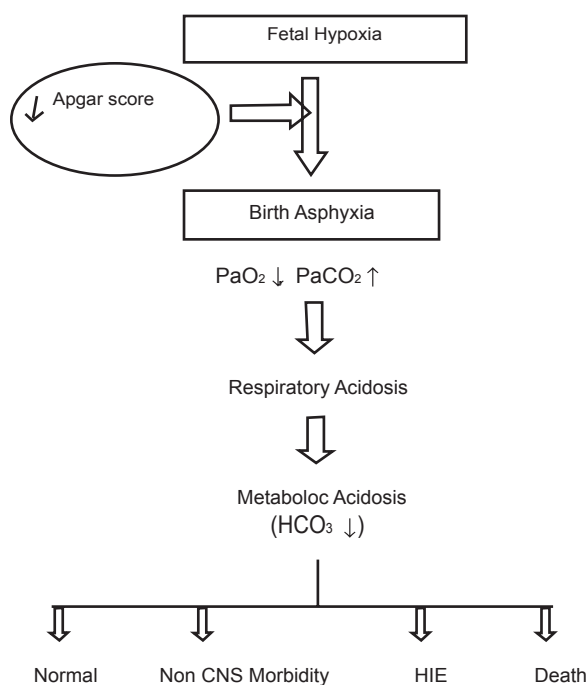 Fetal Hypoxia
↓ Apgar score
Birth Asphyxia
PaO₂ ↓ PaCO₂ ↑
Respiratory Acidosis
Metaboloc Acidosis
(HCO₃ ↓)
Normal Non CNS Morbidity HIE Death